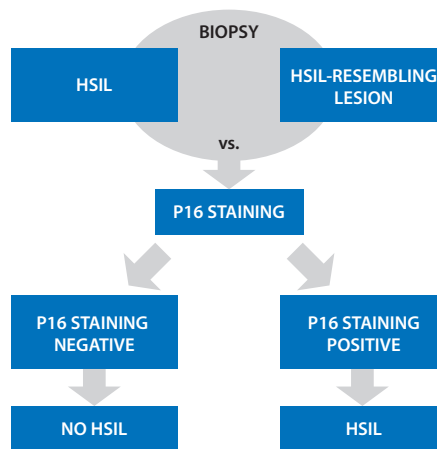 BIOPSY
HSIL
HSIL-RESEMBLING
LESION
vs.
P16 STAINING
P16 STAINING
NEGATIVE
P16 STAINING
POSITIVE
NO HSIL
HSIL